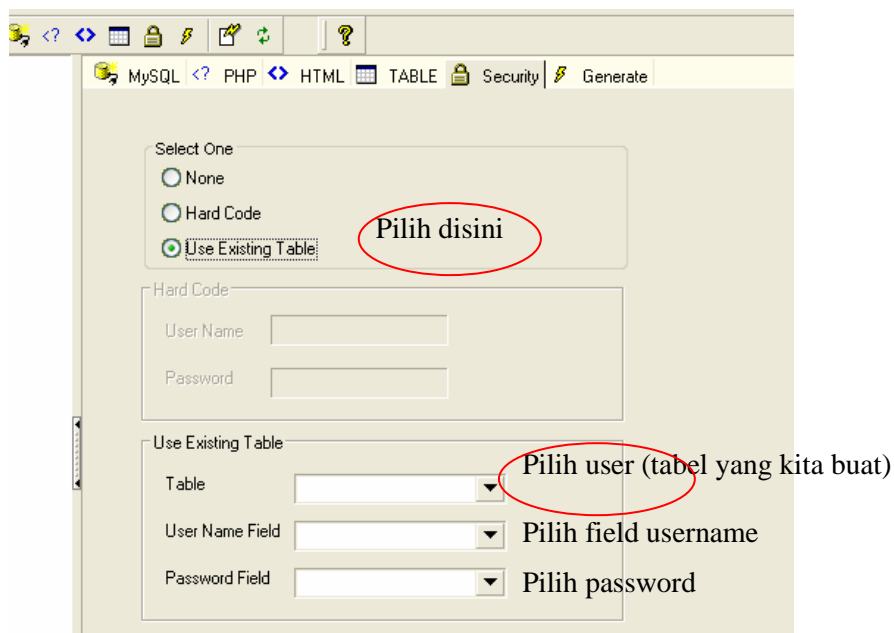 MySQL <? PHP <> HTML TABLE Security Generate
Select One
None
Hard Code
Use Existing Table
Pilih disini
Hard Code
User Name
Password
Use Existing Table
Table
Pilih user (tabel yang kita buat)
User Name Field
Pilih field username
Password Field
Pilih password